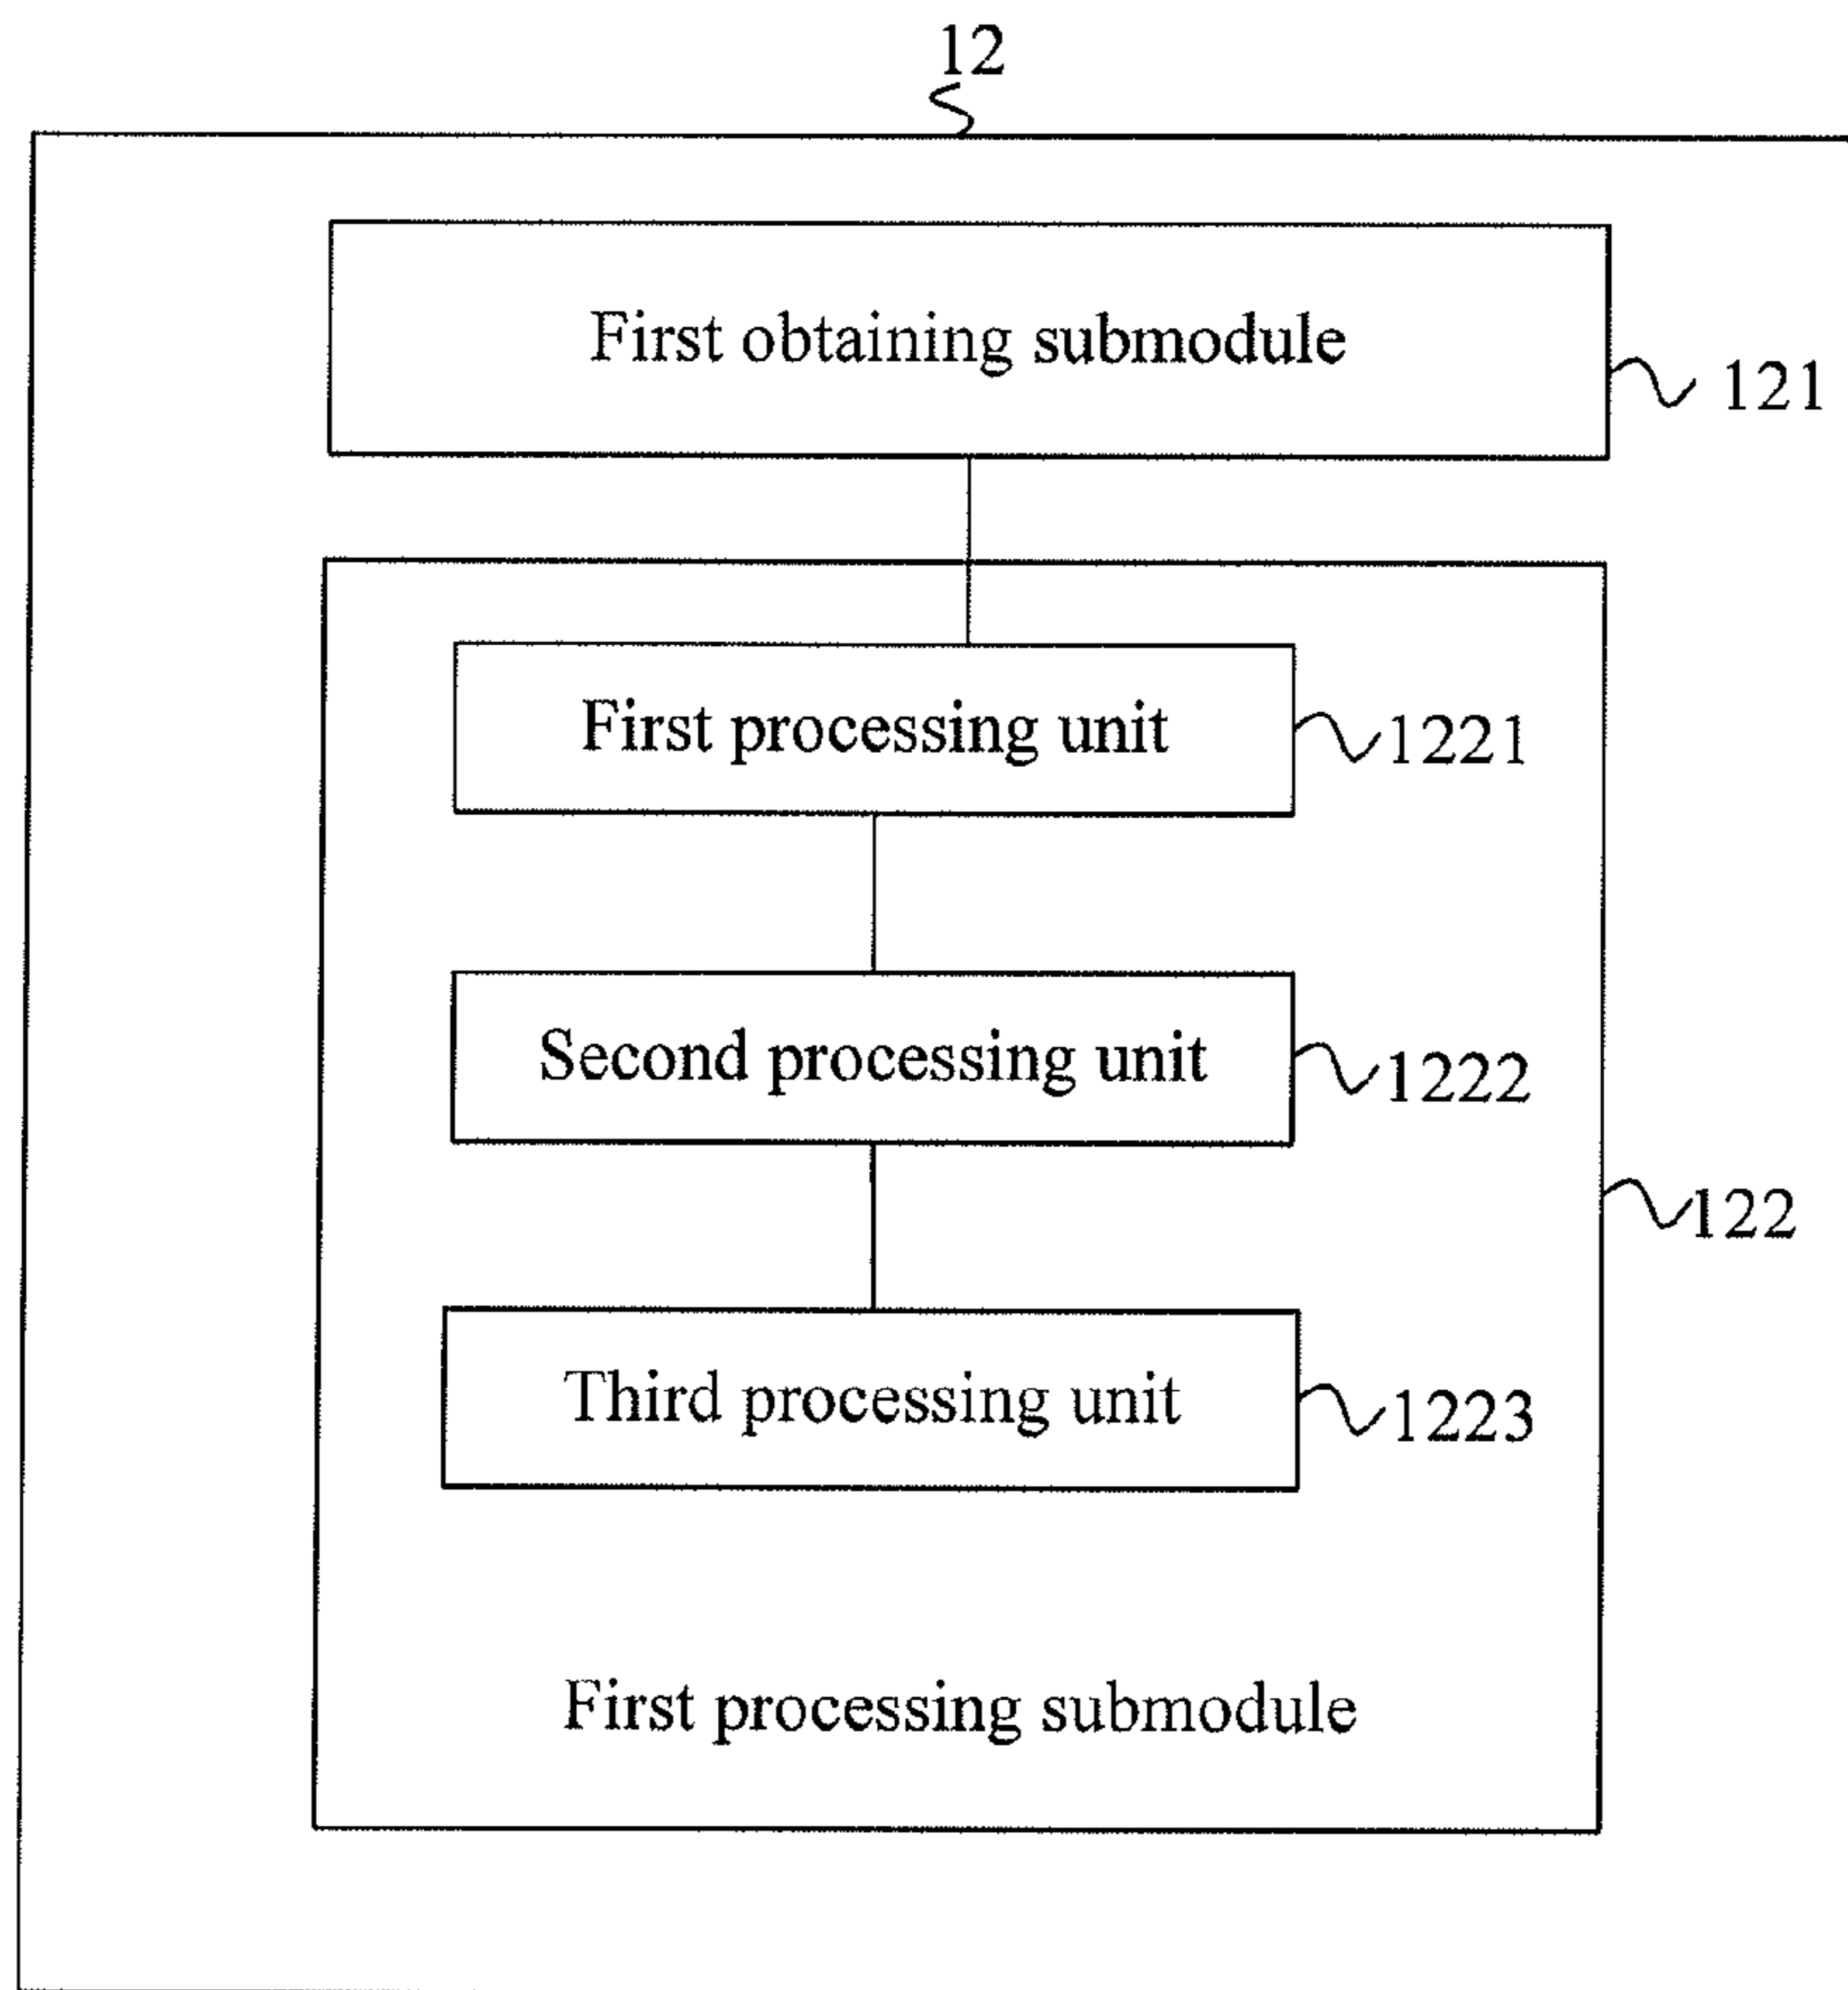 12
First obtaining submodule
121
First processing unit
1221
Second processing unit
1222
122
Third processing unit
1223
First processing submodule